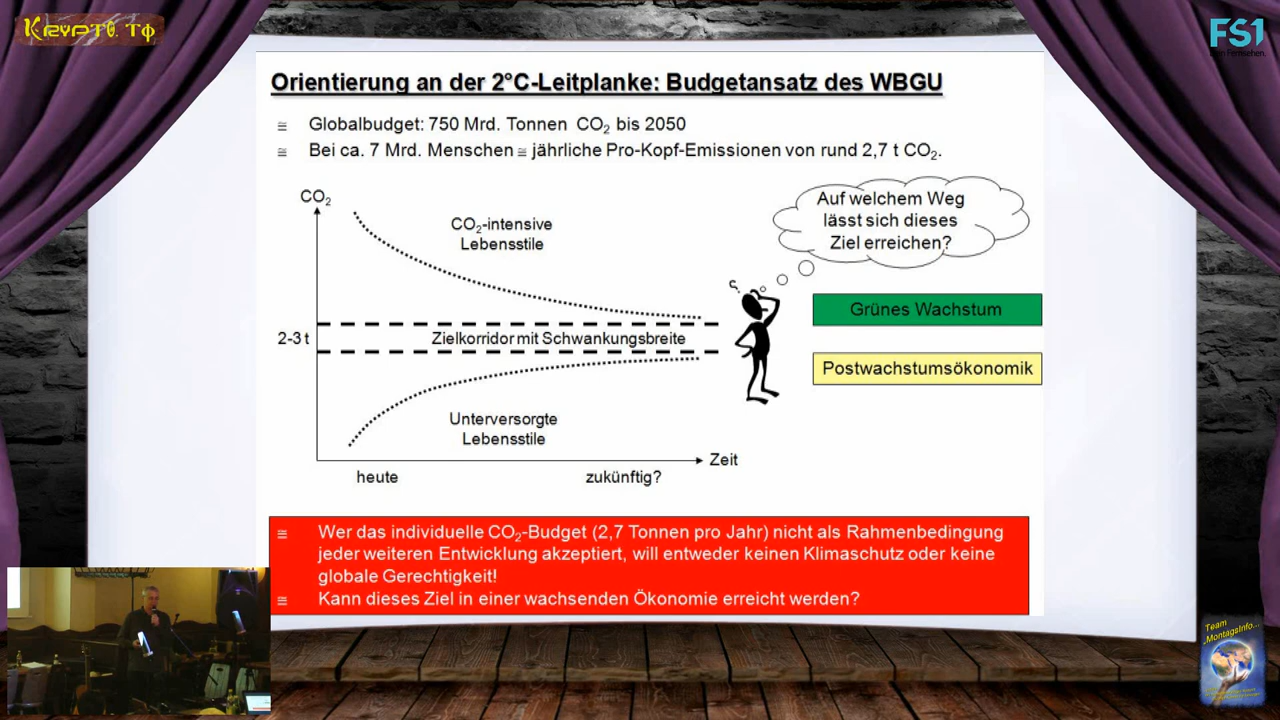 Krypto.Tφ
FS1
Dein Fernsehen.
Orientierung an der 2°C-Leitplanke: Budgetansatz des WBGU
≅ Globalbudget: 750 Mrd. Tonnen CO₂ bis 2050
≅ Bei ca. 7 Mrd. Menschen ≅ jährliche Pro-Kopf-Emissionen von rund 2,7 t CO₂.
CO₂
CO₂-intensive
Lebensstile
Auf welchem Weg
lässt sich dieses
Ziel erreichen?
Grünes Wachstum
2-3 t
Zielkorridor mit Schwankungsbreite
Postwachstumsökonomik
Unterversorgte
Lebensstile
Zeit
heute
zukünftig?
≅ Wer das individuelle CO₂-Budget (2,7 Tonnen pro Jahr) nicht als Rahmenbedingung
jeder weiteren Entwicklung akzeptiert, will entweder keinen Klimaschutz oder keine
globale Gerechtigkeit!
≅ Kann dieses Ziel in einer wachsenden Ökonomie erreicht werden?
Team
„MontagsInfo...